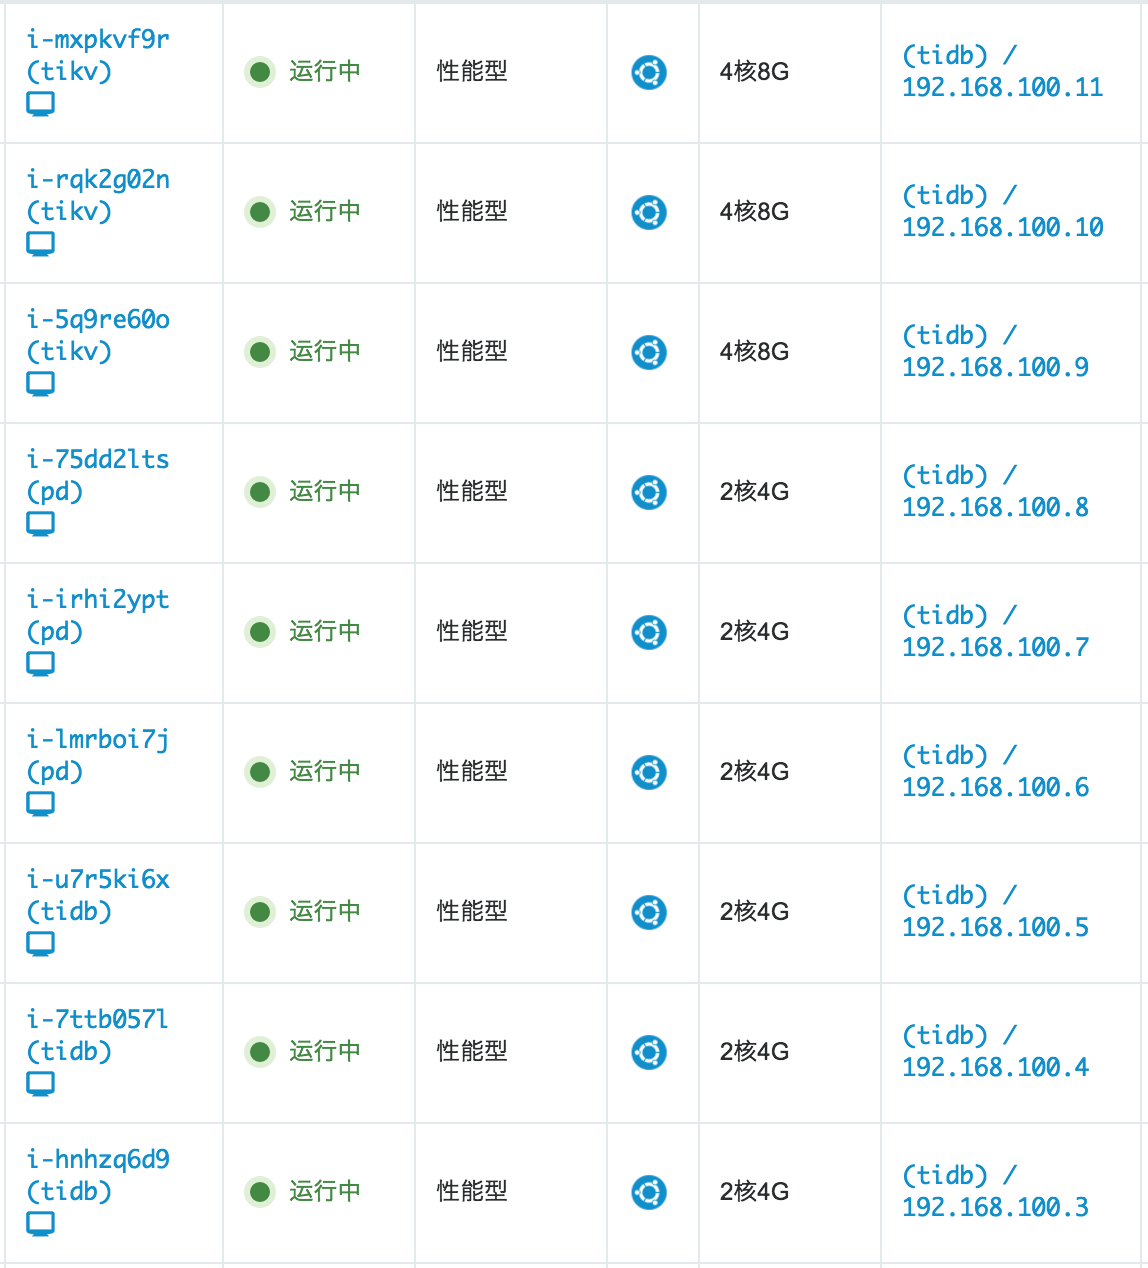 i-mxpkvf9r
(tikv)
运行中
性能型
4核8G
(tidb) /
192.168.100.11
i-rqk2g02n
(tikv)
运行中
性能型
4核8G
(tidb) /
192.168.100.10
i-5q9re60o
(tikv)
运行中
性能型
4核8G
(tidb) /
192.168.100.9
i-75dd2lts
(pd)
运行中
性能型
2核4G
(tidb) /
192.168.100.8
i-irhi2ypt
(pd)
运行中
性能型
2核4G
(tidb) /
192.168.100.7
i-lmrboi7j
(pd)
运行中
性能型
2核4G
(tidb) /
192.168.100.6
i-u7r5ki6x
(tidb)
运行中
性能型
2核4G
(tidb) /
192.168.100.5
i-7ttb057l
(tidb)
运行中
性能型
2核4G
(tidb) /
192.168.100.4
i-hnhzq6d9
(tidb)
运行中
性能型
2核4G
(tidb) /
192.168.100.3